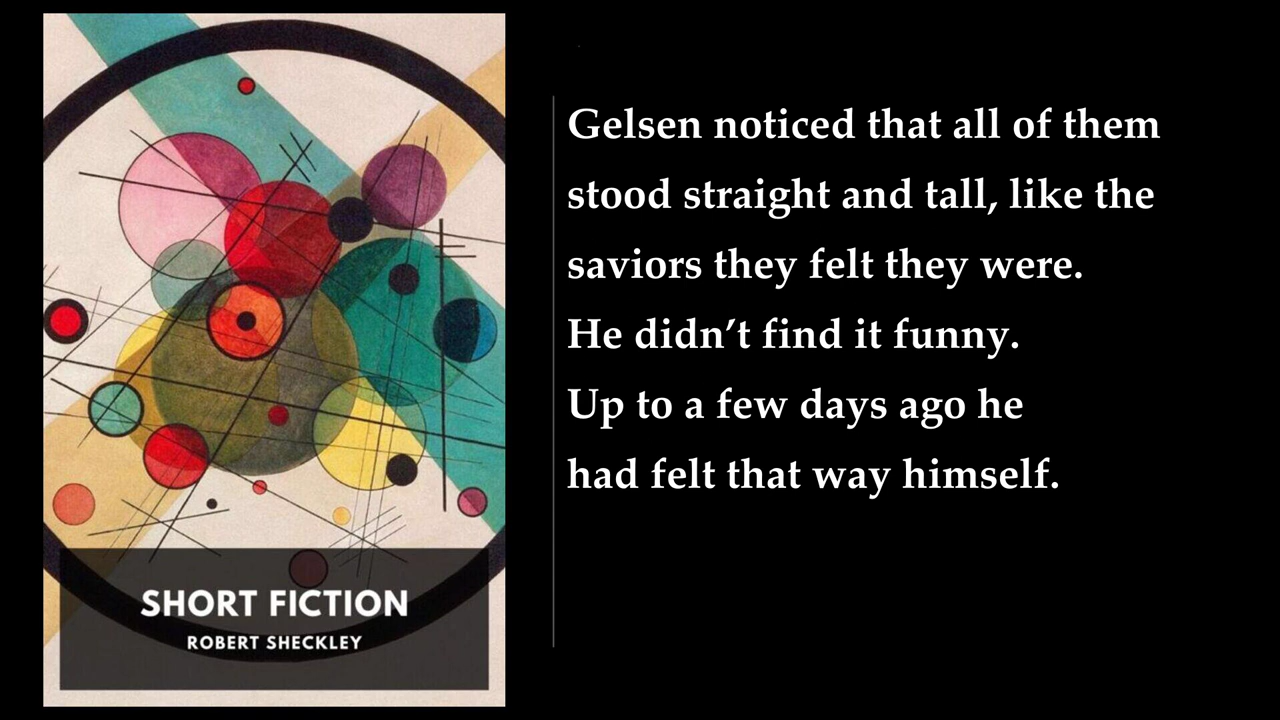 SHORT FICTION
ROBERT SHECKLEY
Gelsen noticed that all of them
stood straight and tall, like the
saviors they felt they were.
He didn’t find it funny.
Up to a few days ago he
had felt that way himself.